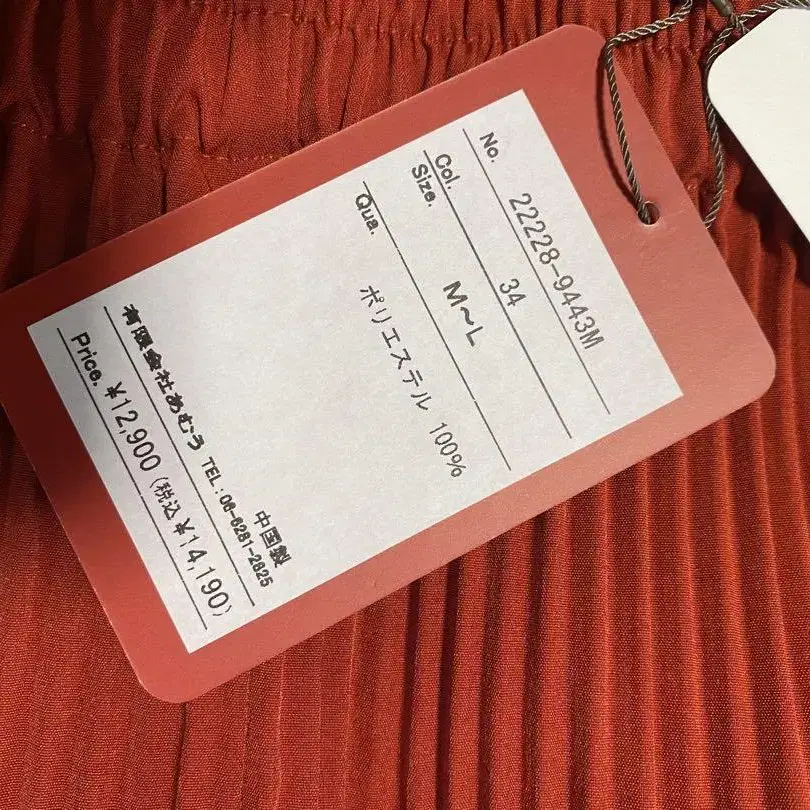 No. 22228-9443M
Col. 34
Size. M〜L
Qua. ポリエステル 100%
中国製
有限会社あむう TEL:06-6281-2825
Price. ¥12,900 (税込 ¥14,190)